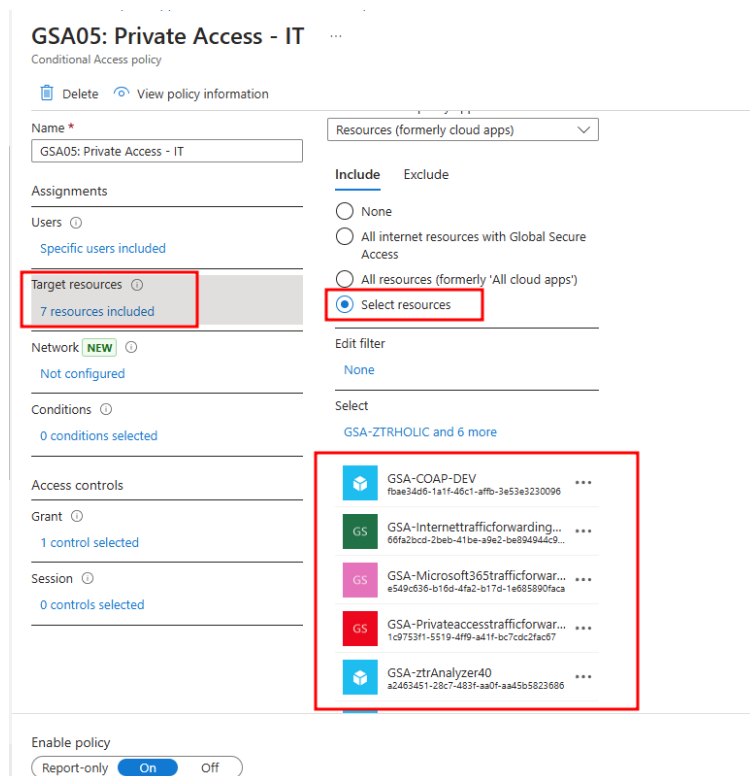 GSA05: Private Access - IT ...
Conditional Access policy
Delete View policy information
Name *
GSA05: Private Access - IT
Assignments
Users
Specific users included
Target resources
7 resources included
Network NEW
Not configured
Conditions
0 conditions selected
Access controls
Grant
1 control selected
Session
0 controls selected
Resources (formerly cloud apps)
Include Exclude
None
All internet resources with Global Secure
Access
All resources (formerly 'All cloud apps')
Select resources
Edit filter
None
Select
GSA-ZTRHOLIC and 6 more
GSA-COAP-DEV
fbae34d6-1a1f-46c1-affb-3e53e3230096
GS
GSA-Internettrafficforwarding...
66fa2bcd-2beb-41be-a9e2-be894944c9...
GS
GSA-Microsoft365trafficforwar...
e549c636-b16d-4fa2-b17d-1e685890faca
GS
GSA-Privateaccesstrafficforwar...
1c9753f1-5519-4ff9-a41f-bc7cdc2fac67
GSA-ztrAnalyzer40
a2463451-28c7-483f-aa0f-aa45b5823686
Enable policy
Report-only On Off